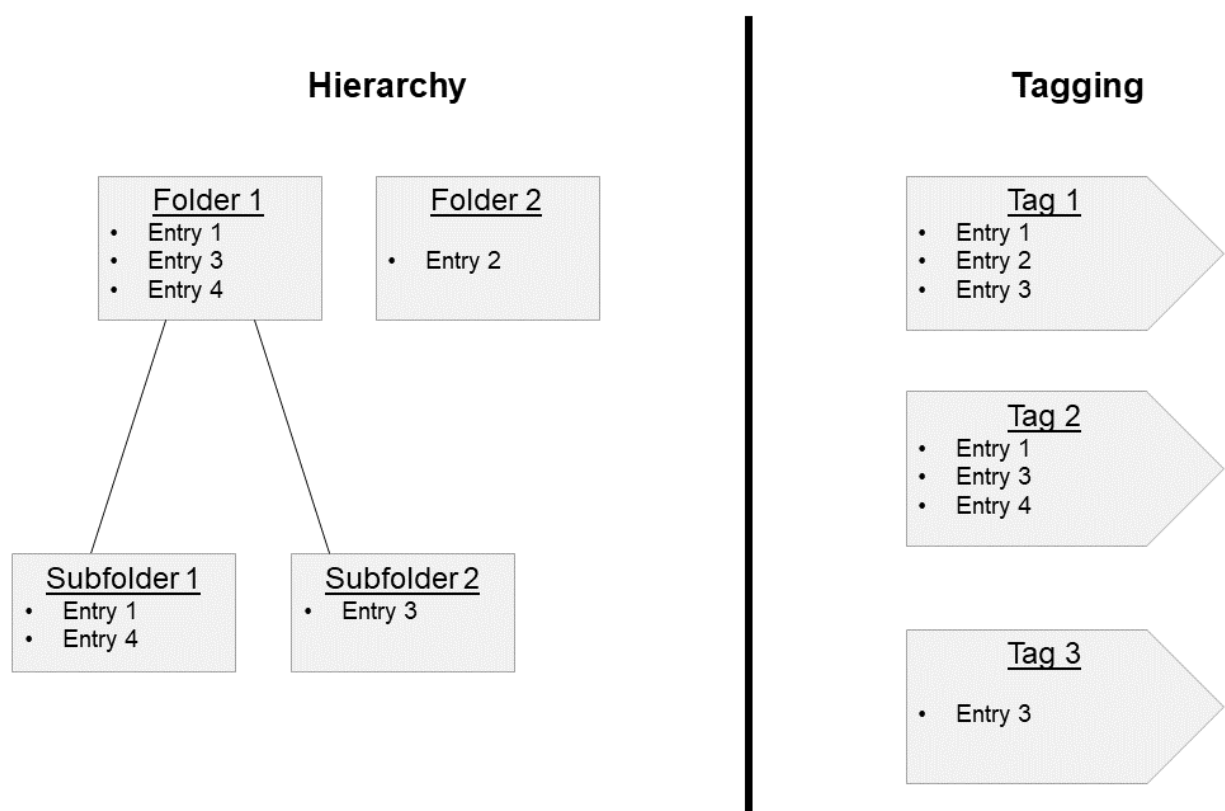 Hierarchy
Folder 1
• Entry 1
• Entry 3
• Entry 4
Folder 2
• Entry 2
Subfolder 1
• Entry 1
• Entry 4
Subfolder 2
• Entry 3
Tagging
Tag 1
• Entry 1
• Entry 2
• Entry 3
Tag 2
• Entry 1
• Entry 3
• Entry 4
Tag 3
• Entry 3